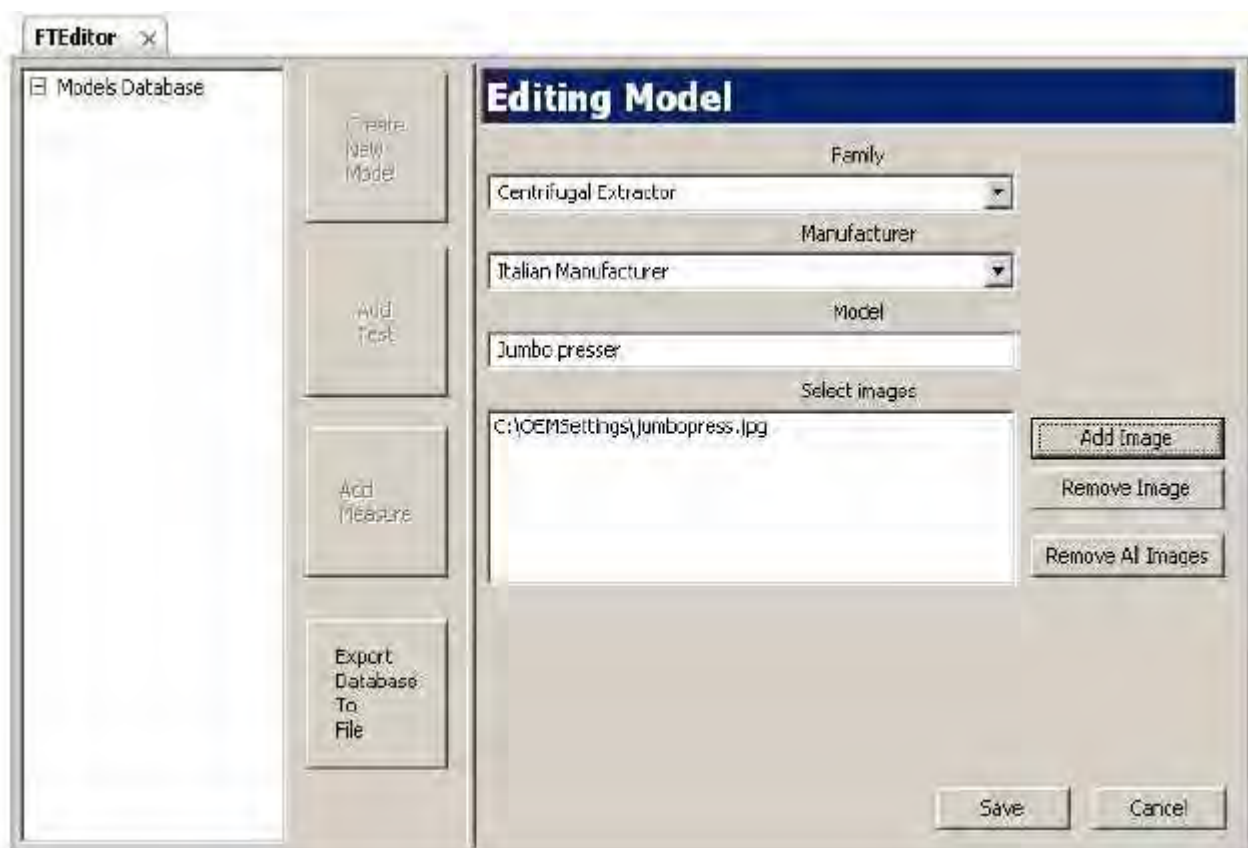 FTEditor
Models Database
Create
New
Model
Add
Test
Add
Measure
Export
Database
To
File
Editing Model
Family
Centrifugal Extractor
Manufacturer
Italian Manufacturer
Model
Jumbo presser
Select images
C:\OEMSettings\jumbopress.jpg
Add Image
Remove Image
Remove All Images
Save
Cancel